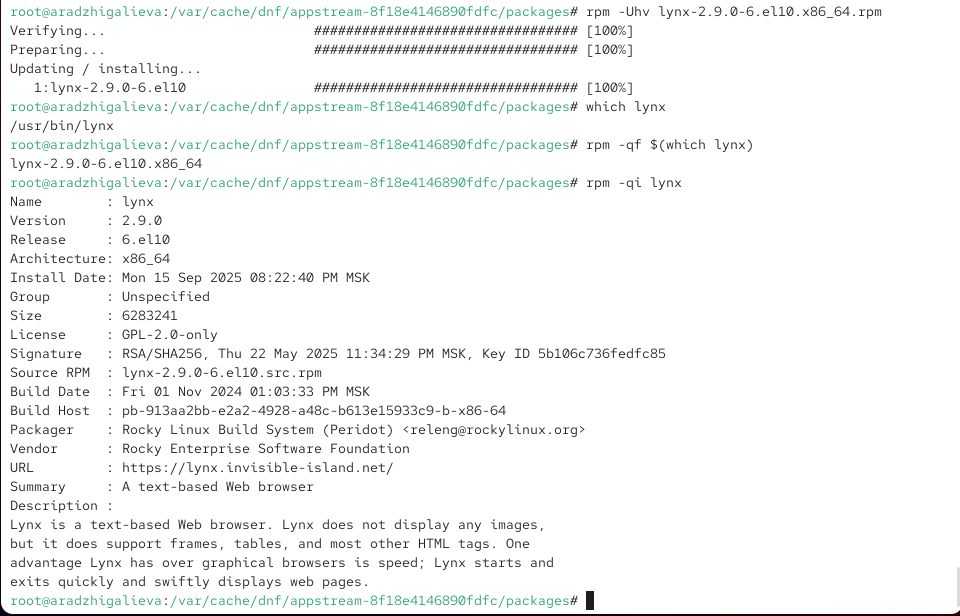 root@aradzhigalieva:/var/cache/dnf/appstream-8f18e4146890fdfc/packages# rpm -Uhv lynx-2.9.0-6.el10.x86_64.rpm
Verifying...                          ################################# [100%]
Preparing...                          ################################# [100%]
Updating / installing...
   1:lynx-2.9.0-6.el10                ################################# [100%]
root@aradzhigalieva:/var/cache/dnf/appstream-8f18e4146890fdfc/packages# which lynx
/usr/bin/lynx
root@aradzhigalieva:/var/cache/dnf/appstream-8f18e4146890fdfc/packages# rpm -qf $(which lynx)
lynx-2.9.0-6.el10.x86_64
root@aradzhigalieva:/var/cache/dnf/appstream-8f18e4146890fdfc/packages# rpm -qi lynx
Name        : lynx
Version     : 2.9.0
Release     : 6.el10
Architecture: x86_64
Install Date: Mon 15 Sep 2025 08:22:40 PM MSK
Group       : Unspecified
Size        : 6283241
License     : GPL-2.0-only
Signature   : RSA/SHA256, Thu 22 May 2025 11:34:29 PM MSK, Key ID 5b106c736fedfc85
Source RPM  : lynx-2.9.0-6.el10.src.rpm
Build Date  : Fri 01 Nov 2024 01:03:33 PM MSK
Build Host  : pb-913aa2bb-e2a2-4928-a48c-b613e15933c9-b-x86-64
Packager    : Rocky Linux Build System (Peridot) <releng@rockylinux.org>
Vendor      : Rocky Enterprise Software Foundation
URL         : https://lynx.invisible-island.net/
Summary     : A text-based Web browser
Description :
Lynx is a text-based Web browser. Lynx does not display any images,
but it does support frames, tables, and most other HTML tags. One
advantage Lynx has over graphical browsers is speed; Lynx starts and
exits quickly and swiftly displays web pages.
root@aradzhigalieva:/var/cache/dnf/appstream-8f18e4146890fdfc/packages#